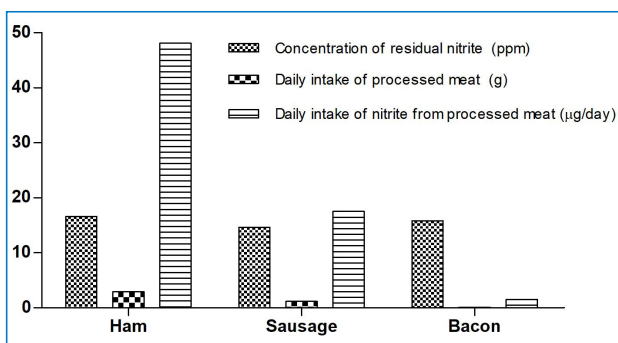 50
40
30
20
10
0
Concentration of residual nitrite (ppm)
Daily intake of processed meat (g)
Daily intake of nitrite from processed meat (μg/day)
Ham Sausage Bacon